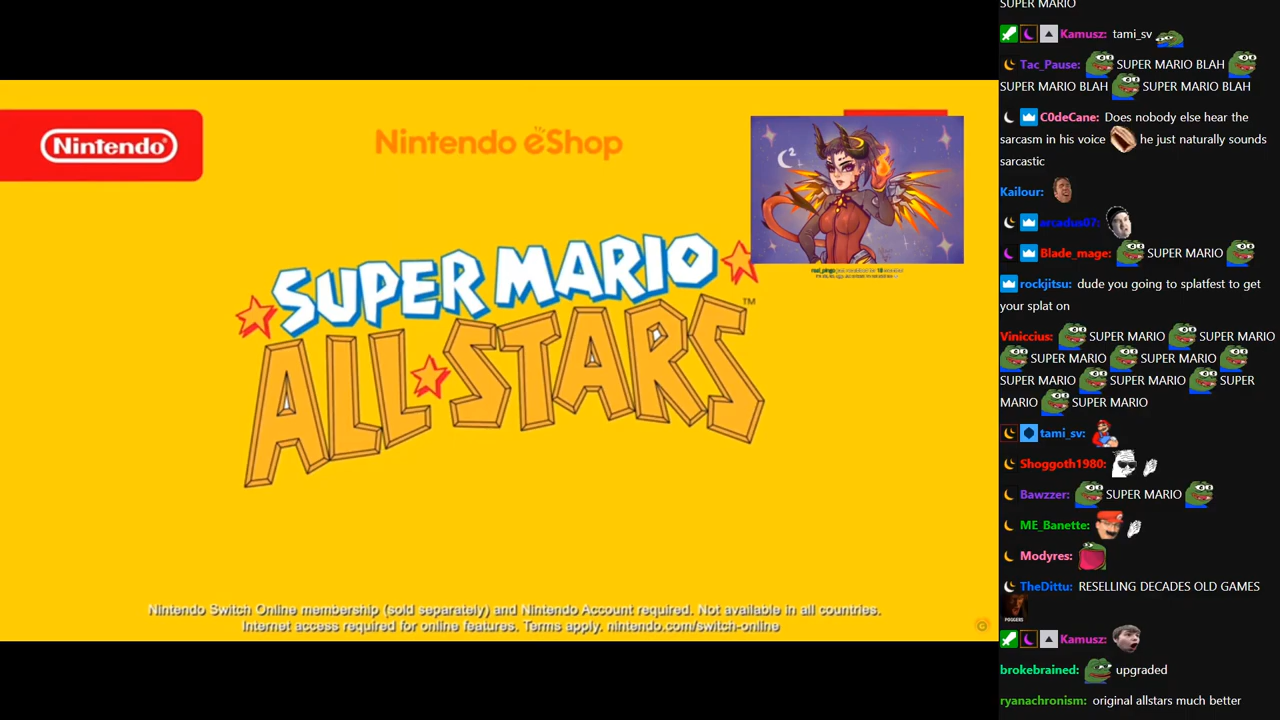 Nintendo
Nintendo eShop
SUPER MARIO
ALL STARS™
Nintendo Switch Online membership (sold separately) and Nintendo Account required. Not available in all countries.
Internet access required for online features. Terms apply. nintendo.com/switch-online
SUPER MARIO
Kamusz: tami_sv
Tac_Pause: SUPER MARIO BLAH
SUPER MARIO BLAH SUPER MARIO BLAH
C0deCane: Does nobody else hear the
sarcasm in his voice he just naturally sounds
sarcastic
Kailour:
arcadus07:
Blade_mage: SUPER MARIO
rockjitsu: dude you going to splatfest to get
your splat on
Viniccius: SUPER MARIO SUPER MARIO
SUPER MARIO SUPER MARIO
SUPER MARIO SUPER MARIO SUPER
MARIO SUPER MARIO
tami_sv:
Shoggoth1980:
Bawzzer: SUPER MARIO
ME_Banette:
Modyres:
TheDittu: RESELLING DECADES OLD GAMES
POGGERS
Kamusz:
brokebrained: upgraded
ryanachronism: original allstars much better